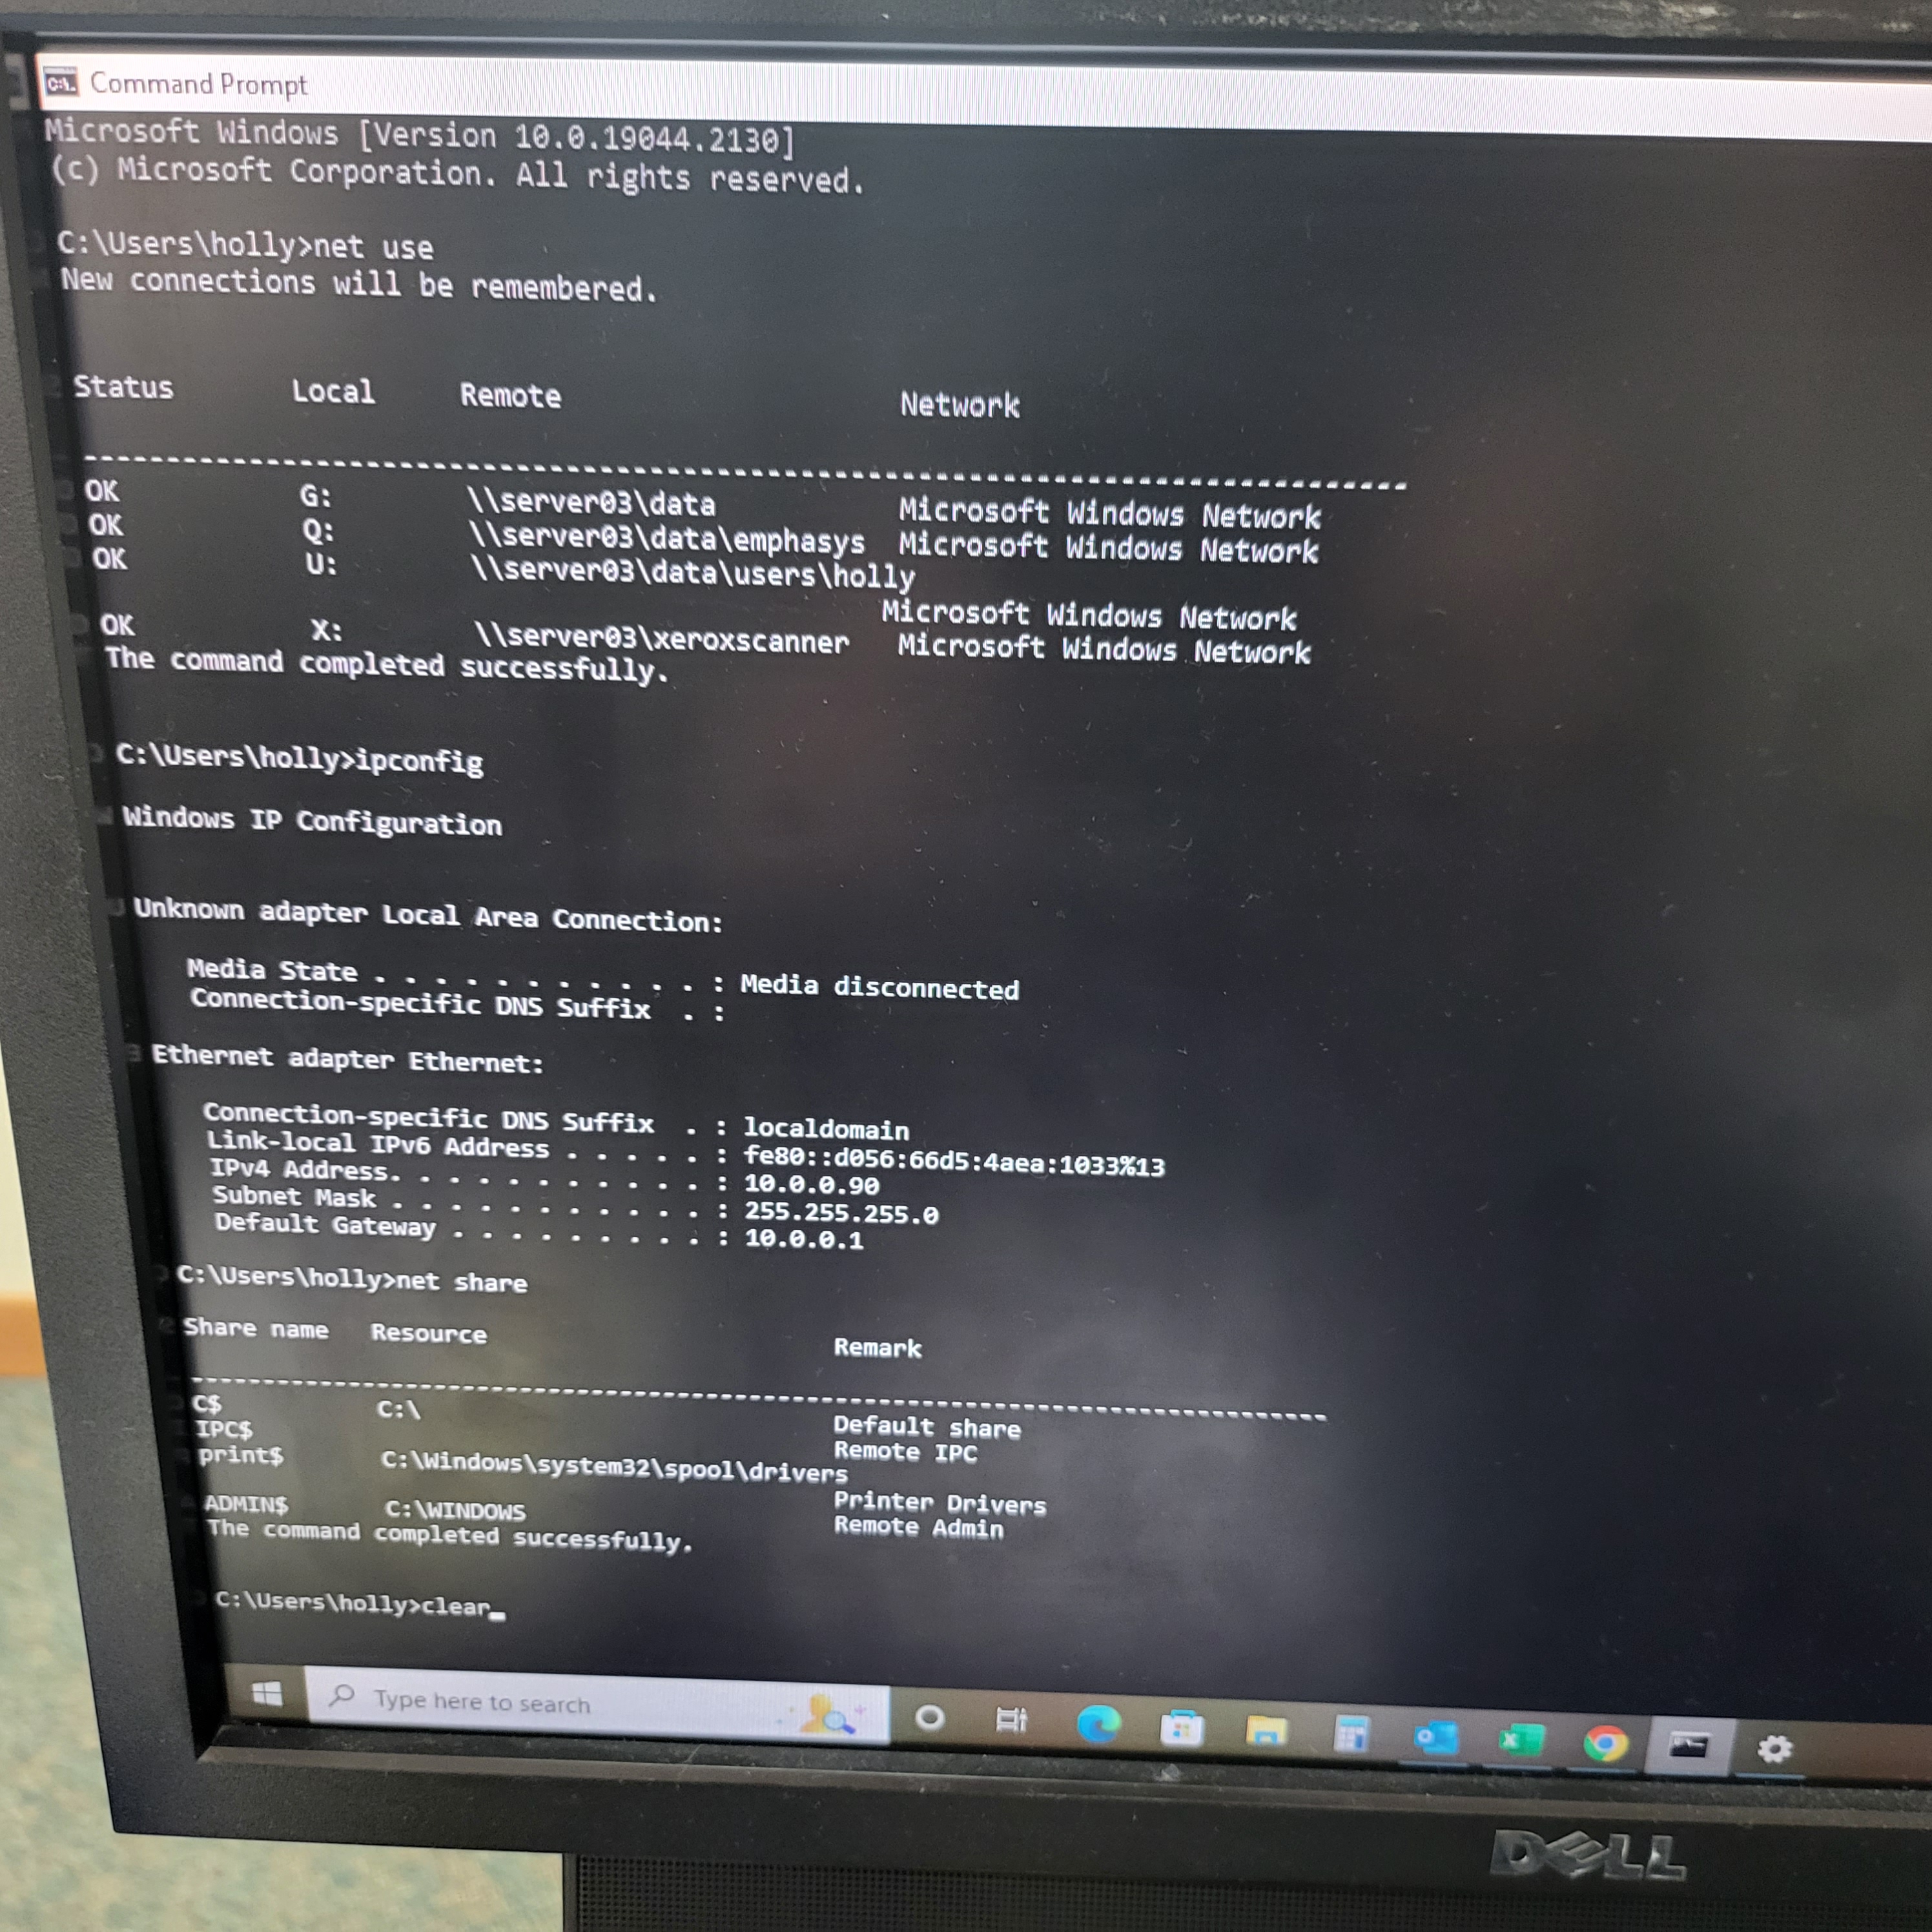 Command Prompt
Microsoft Windows [Version 10.0.19044.2130]
(c) Microsoft Corporation. All rights reserved.
C:\Users\holly>net use
New connections will be remembered.
Status Local Remote Network
-------------------------------------------------------------------------------
OK G: \\server03\data Microsoft Windows Network
OK Q: \\server03\data\emphasys Microsoft Windows Network
OK U: \\server03\data\users\holly
Microsoft Windows Network
OK X: \\server03\xeroxscanner Microsoft Windows Network
The command completed successfully.
C:\Users\holly>ipconfig
Windows IP Configuration
Unknown adapter Local Area Connection:
Media State . . . . . . . . . . . : Media disconnected
Connection-specific DNS Suffix . :
Ethernet adapter Ethernet:
Connection-specific DNS Suffix . : localdomain
Link-local IPv6 Address . . . . . : fe80::d056:66d5:4aea:1033%13
IPv4 Address. . . . . . . . . . . : 10.0.0.90
Subnet Mask . . . . . . . . . . . : 255.255.255.0
Default Gateway . . . . . . . . . : 10.0.0.1
C:\Users\holly>net share
Share name Resource Remark
-------------------------------------------------------------------------------
C$ C:\ Default share
IPC$ Remote IPC
print$ C:\Windows\system32\spool\drivers
Printer Drivers
ADMIN$ C:\WINDOWS Remote Admin
The command completed successfully.
C:\Users\holly>clear_
Type here to search
DELL